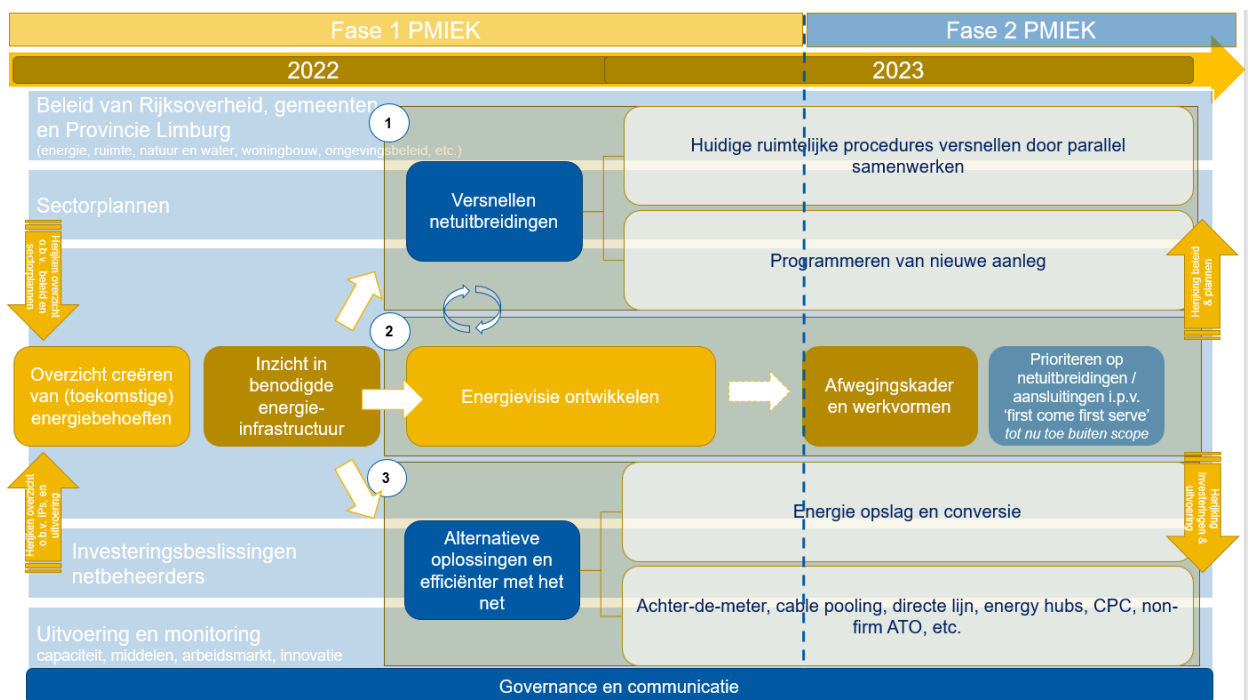 Fase 1 PMIEK
Fase 2 PMIEK
2022
2023
Beleid van Rijksoverheid, gemeenten
en Provincie Limburg
(energie, ruimte, natuur en water, woningbouw, omgevingsbeleid, etc.)
Sectorplannen
1
Versnellen
netuitbreidingen
Huidige ruimtelijke procedures versnellen door parallel
samenwerken
Programmeren van nieuwe aanleg
Herijken overzicht
o.b.v. beleid en
sectorplannen
Herijking beleid
& plannen
2
Overzicht creëren
van (toekomstige)
energiebehoeften
Inzicht in
benodigde
energie-
infrastructuur
Energievisie ontwikkelen
Afwegingskader
en werkvormen
Prioriteren op
netuitbreidingen /
aansluitingen i.p.v.
‘first come first serve’
tot nu toe buiten scope
Herijken overzicht
o.b.v. IPs, en
uitvoering
Herijking
investeringen &
uitvoering
3
Alternatieve
oplossingen en
efficiënter met het
net
Energie opslag en conversie
Achter-de-meter, cable pooling, directe lijn, energy hubs, CPC, non-
firm ATO, etc.
Investeringsbeslissingen
netbeheerders
Uitvoering en monitoring
capaciteit, middelen, arbeidsmarkt, innovatie
Governance en communicatie